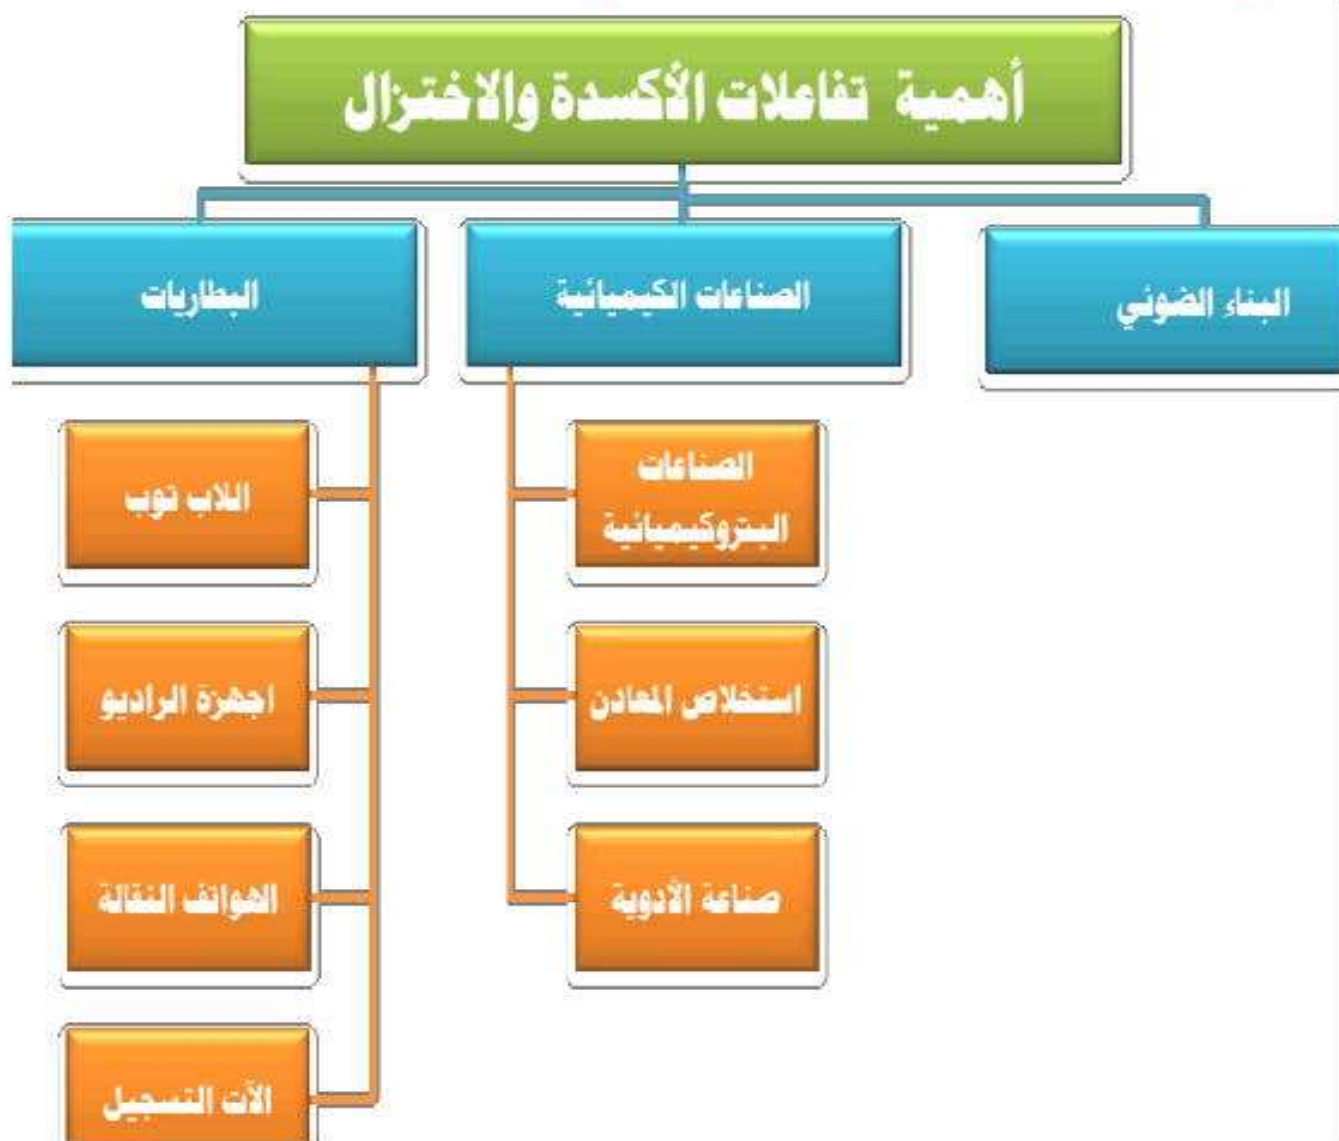 أهمية تفاعلات الأكسدة والاختزال
البناء الضوئي
الصناعات الكيميائية
البطاريات
الصناعات
البتروكيميائية
استخلاص المعادن
صناعة الأدوية
اللاب توب
اجهزة الراديو
الهواتف النقالة
الآت التسجيل